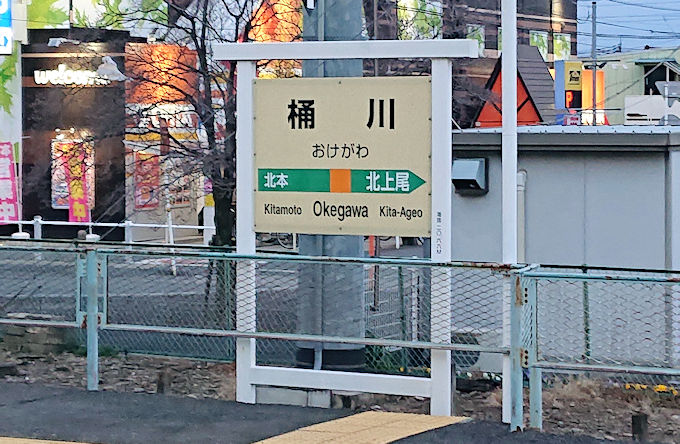 welcome
桶川
おけがわ
北本 北上尾
Kitamoto Okegawa Kita-Ageo